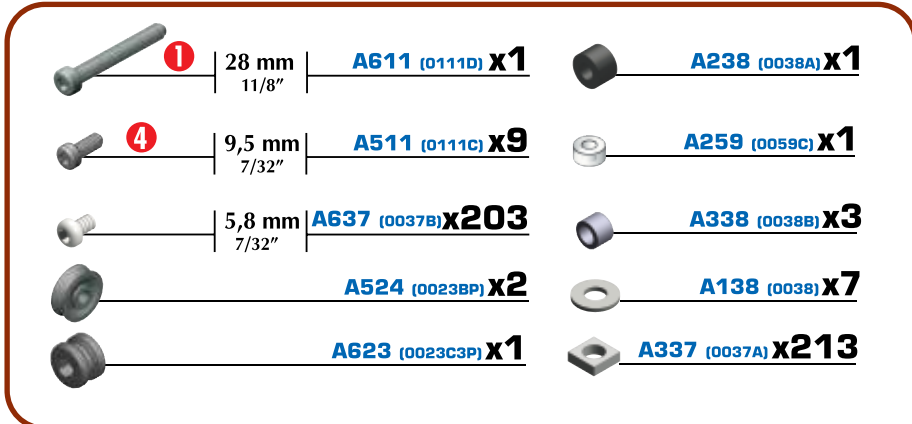 1 28 mm A611 (0111D) x1
11/8"
4 9,5 mm A511 (0111C) x9
7/32"
5,8 mm A637 (0037B) x203
7/32"
A524 (0023BP) x2
A623 (0023C3P) x1
A238 (0038A) x1
A259 (0059C) x1
A338 (0038B) x3
A138 (0038) x7
A337 (0037A) x213